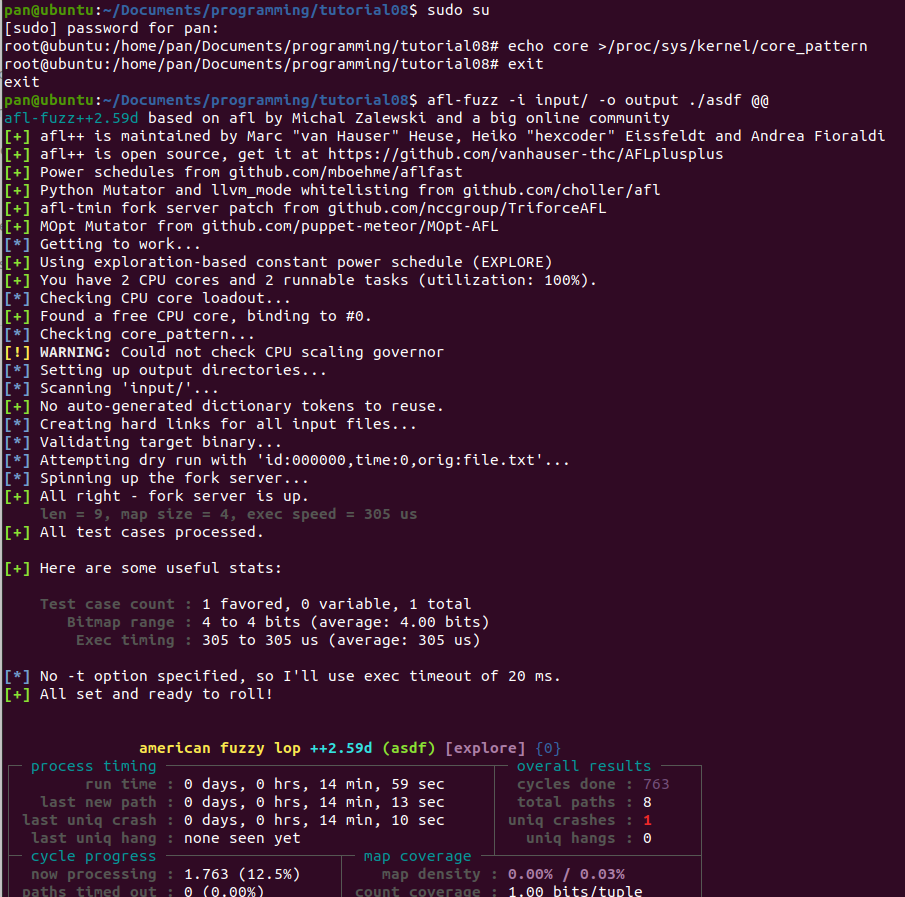 pan@ubuntu:~/Documents/programming/tutorial08$ sudo su
[sudo] password for pan:
root@ubuntu:/home/pan/Documents/programming/tutorial08# echo core >/proc/sys/kernel/core_pattern
root@ubuntu:/home/pan/Documents/programming/tutorial08# exit
exit
pan@ubuntu:~/Documents/programming/tutorial08$ afl-fuzz -i input/ -o output ./asdf @@
afl-fuzz++2.59d based on afl by Michal Zalewski and a big online community
[+] afl++ is maintained by Marc "van Hauser" Heuse, Heiko "hexcoder" Eissfeldt and Andrea Fioraldi
[+] afl++ is open source, get it at https://github.com/vanhauser-thc/AFLplusplus
[+] Power schedules from github.com/mboehme/aflfast
[+] Python Mutator and llvm_mode whitelisting from github.com/choller/afl
[+] afl-tmin fork server patch from github.com/nccgroup/TriforceAFL
[+] MOpt Mutator from github.com/puppet-meteor/MOpt-AFL
[*] Getting to work...
[+] Using exploration-based constant power schedule (EXPLORE)
[+] You have 2 CPU cores and 2 runnable tasks (utilization: 100%).
[*] Checking CPU core loadout...
[+] Found a free CPU core, binding to #0.
[*] Checking core_pattern...
[!] WARNING: Could not check CPU scaling governor
[*] Setting up output directories...
[*] Scanning 'input/'...
[+] No auto-generated dictionary tokens to reuse.
[*] Creating hard links for all input files...
[*] Validating target binary...
[*] Attempting dry run with 'id:000000,time:0,orig:file.txt'...
[*] Spinning up the fork server...
[+] All right - fork server is up.
len = 9, map size = 4, exec speed = 305 us
[+] All test cases processed.
[+] Here are some useful stats:
Test case count : 1 favored, 0 variable, 1 total
Bitmap range : 4 to 4 bits (average: 4.00 bits)
Exec timing : 305 to 305 us (average: 305 us)
[*] No -t option specified, so I'll use exec timeout of 20 ms.
[+] All set and ready to roll!
american fuzzy lop ++2.59d (asdf) [explore] {0}
process timing overall results
run time : 0 days, 0 hrs, 14 min, 59 sec cycles done : 763
last new path : 0 days, 0 hrs, 14 min, 13 sec total paths : 8
last uniq crash : 0 days, 0 hrs, 14 min, 10 sec uniq crashes : 1
last uniq hang : none seen yet uniq hangs : 0
cycle progress map coverage
now processing : 1.763 (12.5%) map density : 0.00% / 0.03%
paths timed out : 0 (0.00%) count coverage : 1.00 bits/tuple